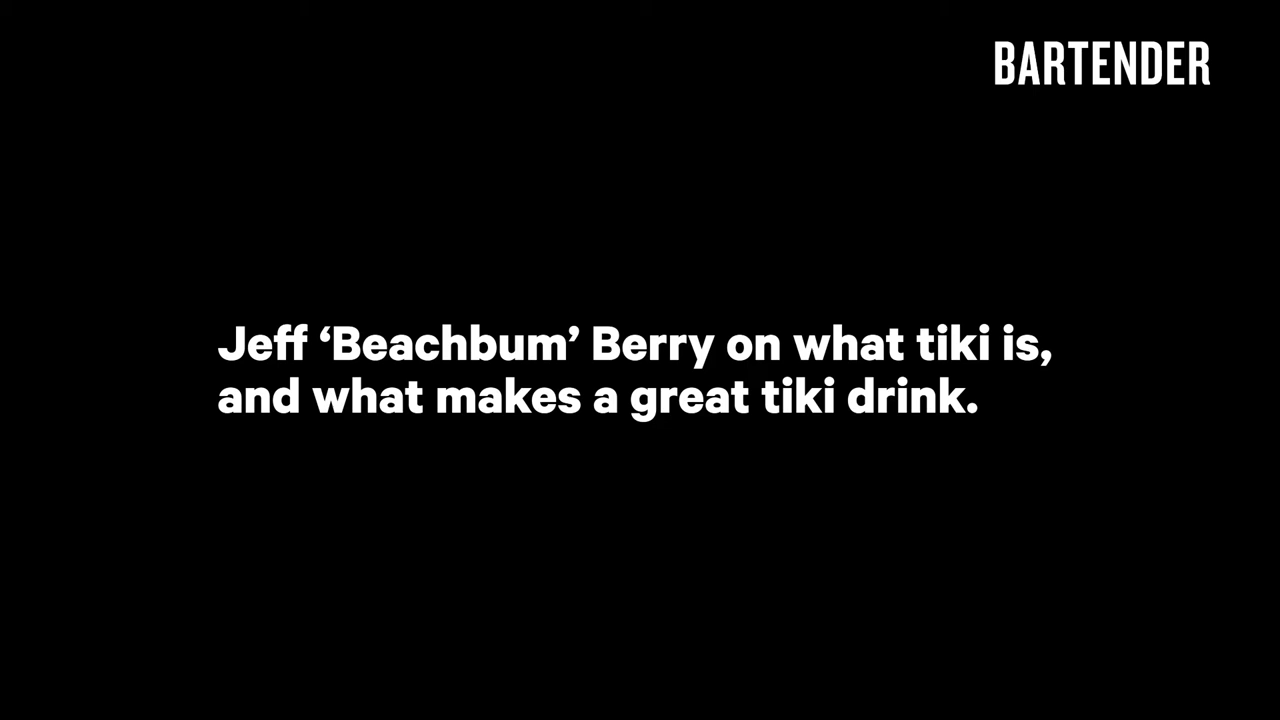 BARTENDER
Jeff ‘Beachbum’ Berry on what tiki is,
and what makes a great tiki drink.